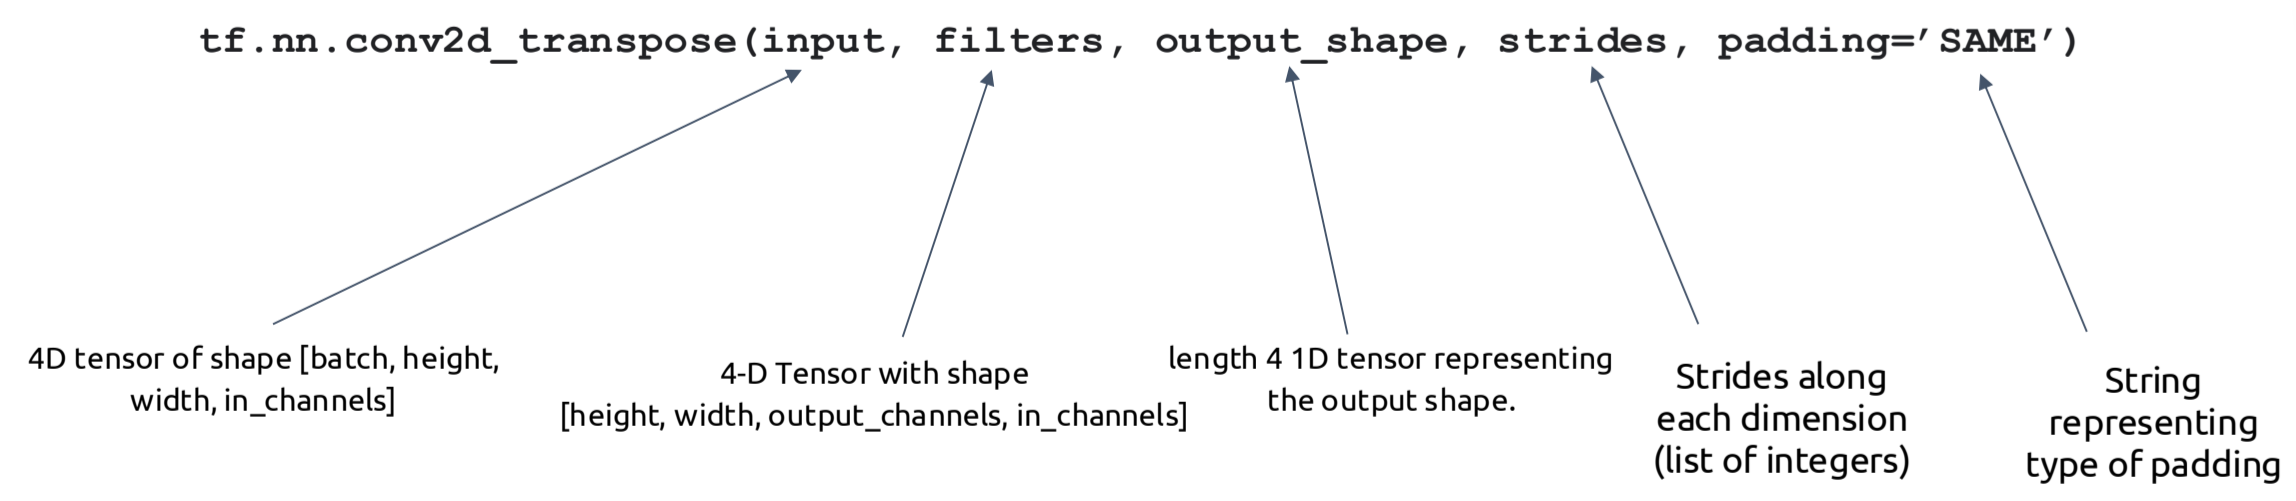 tf.nn.conv2d_transpose(input, filters, output_shape, strides, padding=’SAME’)
4D tensor of shape [batch, height,
width, in_channels]
4-D Tensor with shape
[height, width, output_channels, in_channels]
length 4 1D tensor representing
the output shape.
Strides along
each dimension
(list of integers)
String
representing
type of padding